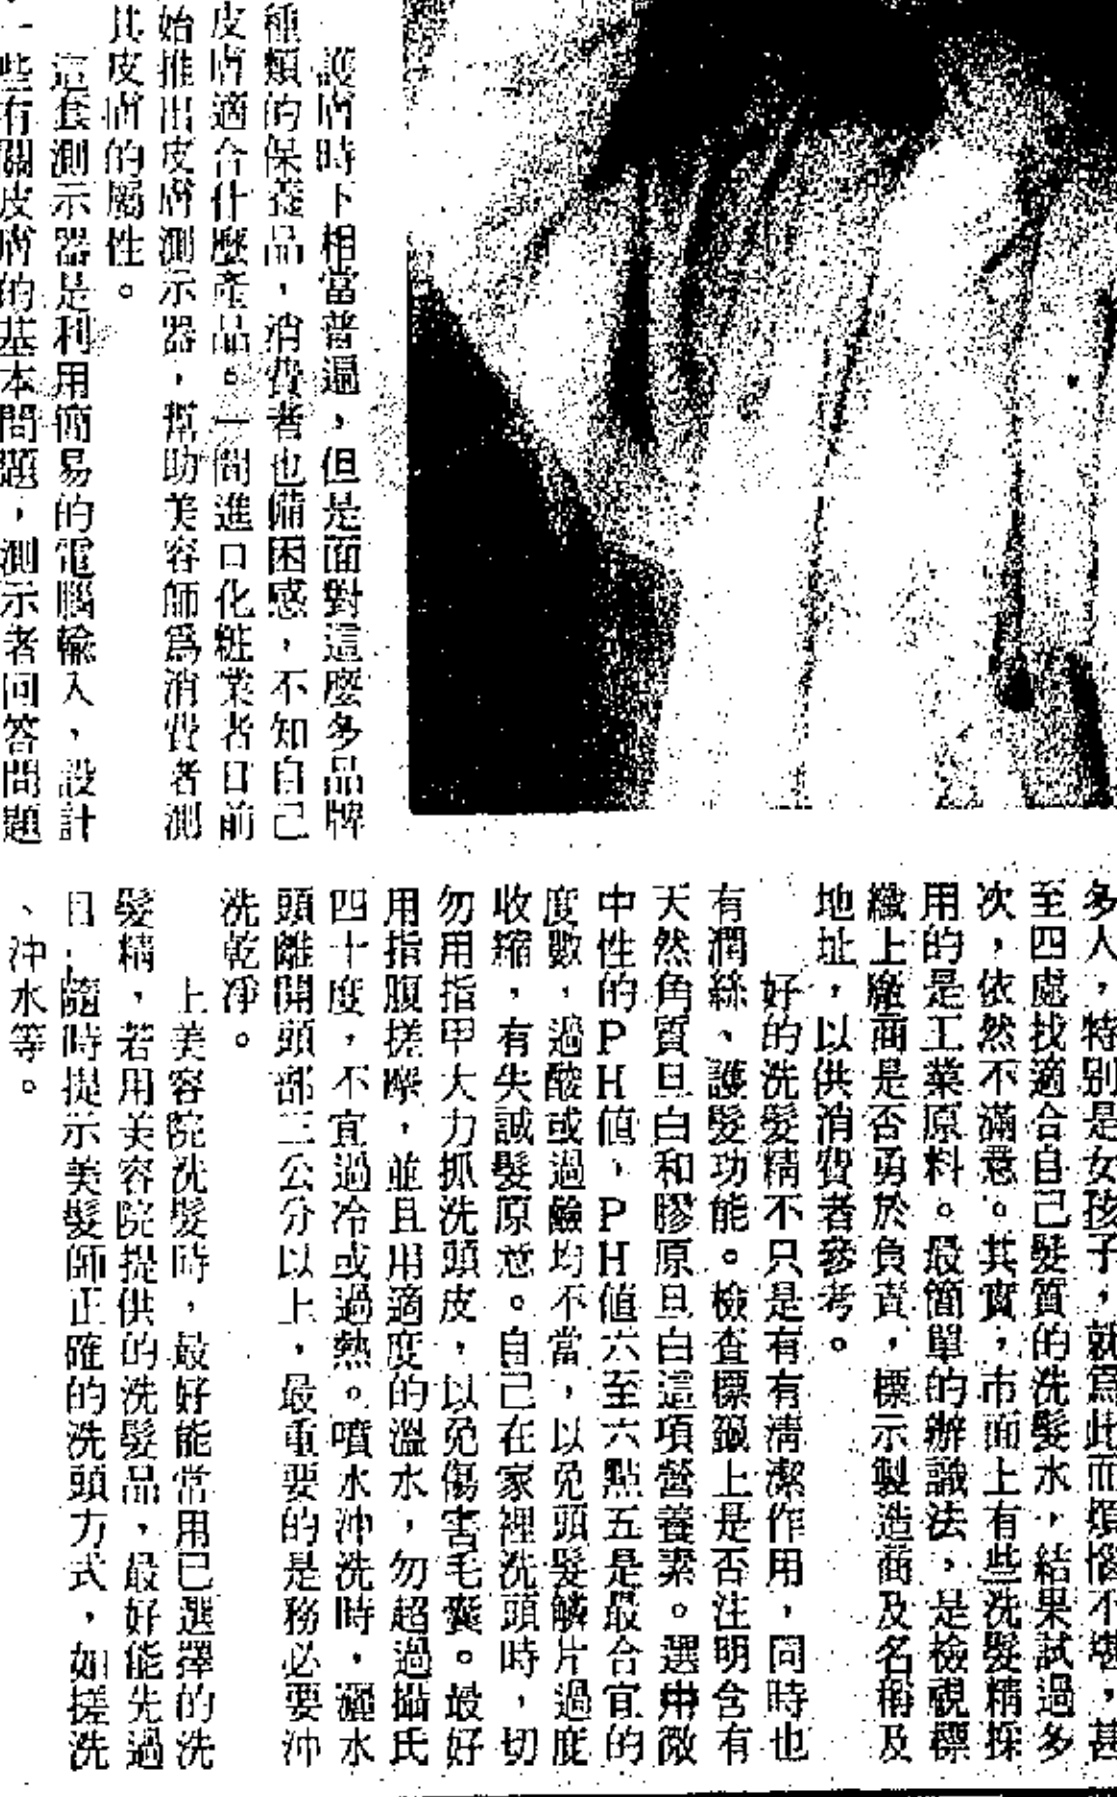 護膚時下相當普遍，但是面對這麼多品牌
種類的保養品，消費者也備困惑，不知自己
皮膚適合什麼產品。一間進口化粧業者日前
始推出皮膚測示器，幫助美容師爲消費者測
其皮膚的屬性。
這套測示器是利用簡易的電腦輸入，設計
一些有關皮膚的基本問題，測示者回答問題
多人，特別是女孩子，就爲此而煩惱不堪，甚
至四處找適合自己髮質的洗髮水，結果試過多
次，依然不滿意。其實，市面上有些洗髮精採
用的是工業原料。最簡單的辦識法，是檢視標
纖上廠商是否勇於負責，標示製造商及名稱及
地址，以供消費者參考。
好的洗髮精不只是有有清潔作用，同時也
有潤絲、護髮功能。檢查標籤上是否注明含有
天然角質旦白和膠原旦白這項營養素。選微
中性的PH值，PH值六至六點五是最合宜的
度數，過酸或過鹼均不當，以免頭髮鱗片過度
收縮，有失誠髮原意。自己在家裡洗頭時，切
勿用指甲大力抓洗頭皮，以免傷害毛囊。最好
用指腹搓摩，並且用適度的溫水，勿超過攝氏
四十度，不宜過冷或過熱。噴水沖洗時，灑水
頭離開頭部三公分以上，最重要的是務必要沖
洗乾凈。
上美容院洗髮時，最好能常用已選擇的洗
髮精，若用美容院提供的洗髮品，最好能先過
目，隨時提示美髮師正確的洗頭方式，如搓洗
、沖水等。